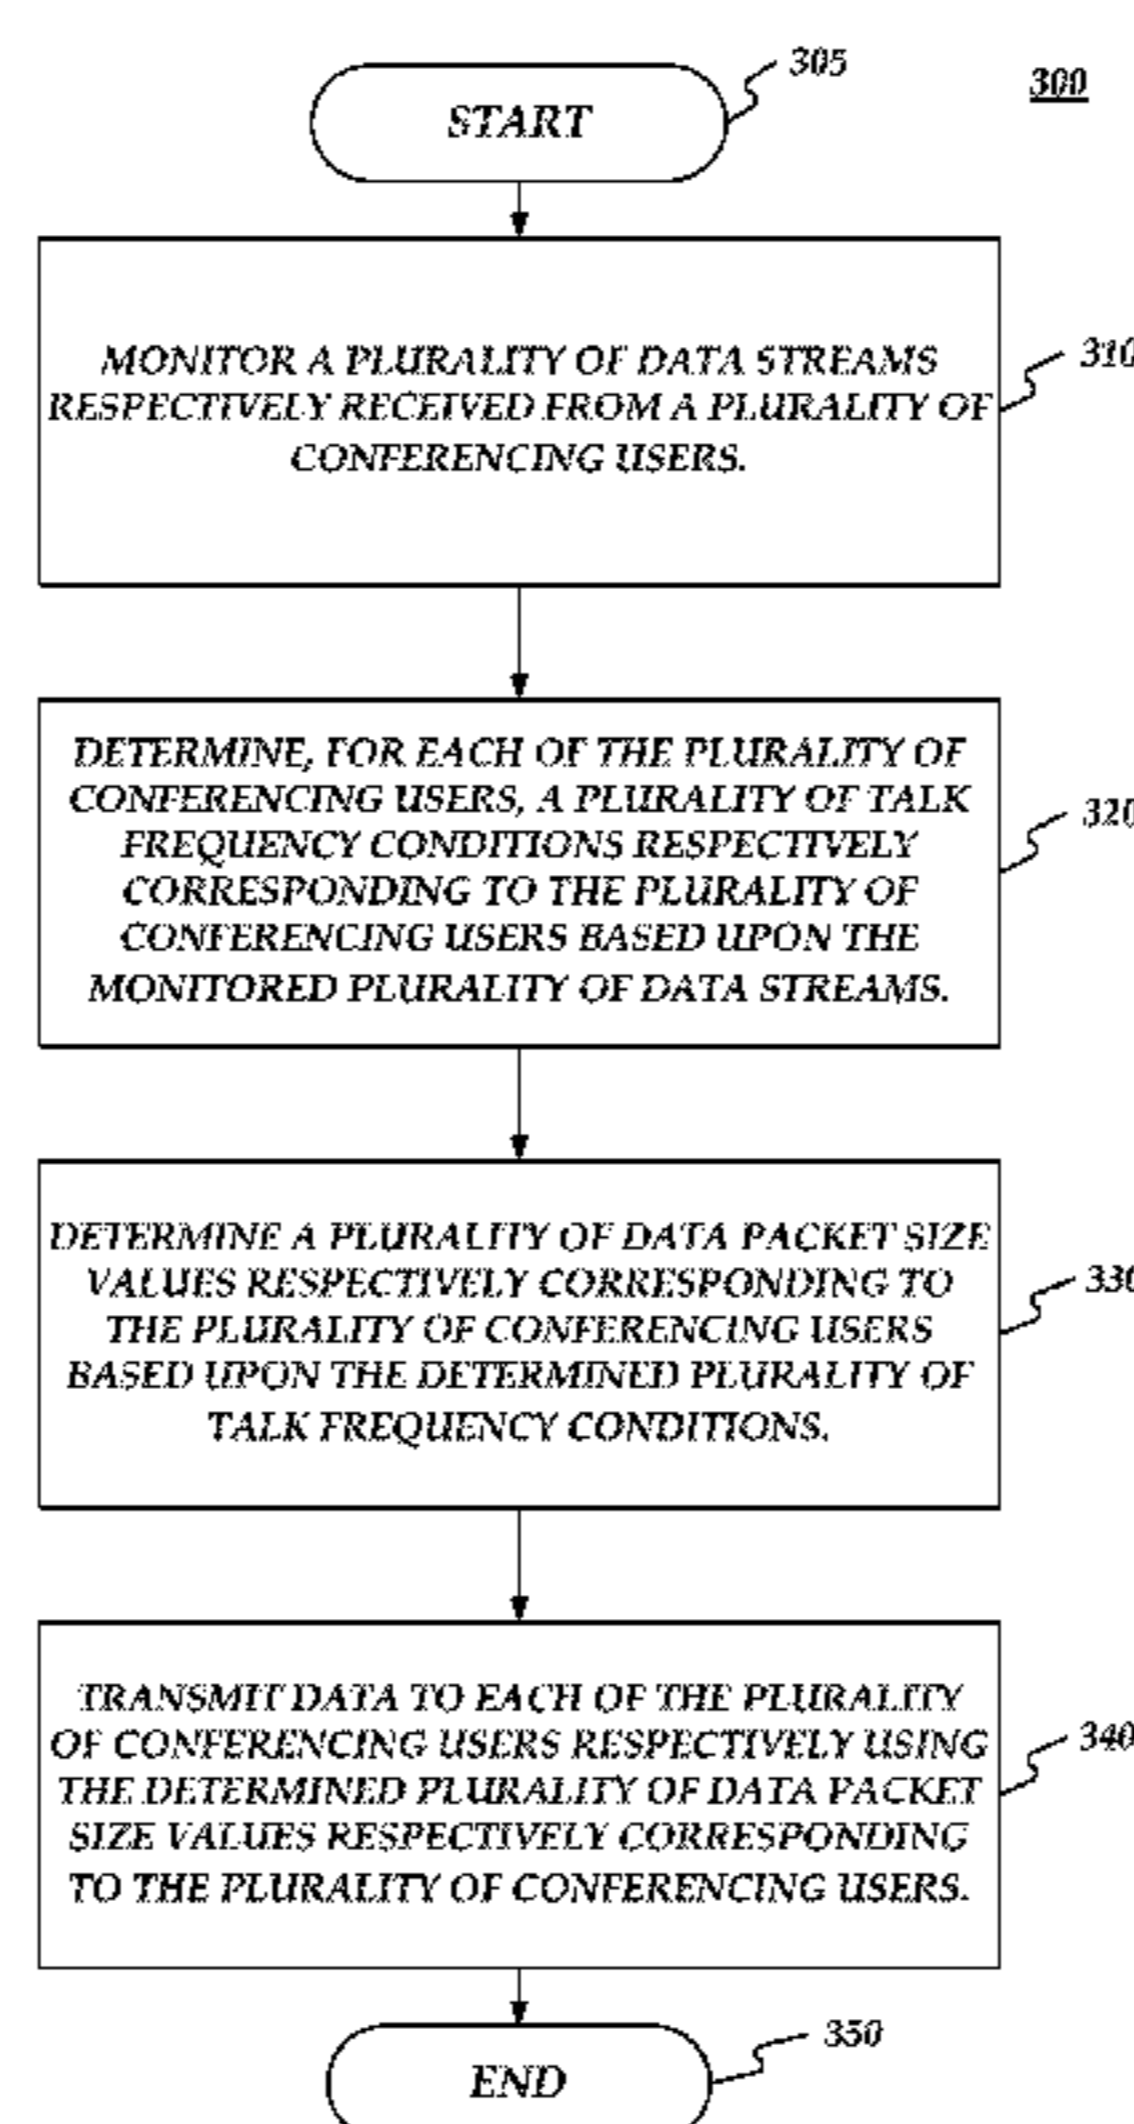 305
300
START
MONITOR A PLURALITY OF DATA STREAMS
RESPECTIVELY RECEIVED FROM A PLURALITY OF
CONFERENCING USERS.
310
DETERMINE, FOR EACH OF THE PLURALITY OF
CONFERENCING USERS, A PLURALITY OF TALK
FREQUENCY CONDITIONS RESPECTIVELY
CORRESPONDING TO THE PLURALITY OF
CONFERENCING USERS BASED UPON THE
MONITORED PLURALITY OF DATA STREAMS.
320
DETERMINE A PLURALITY OF DATA PACKET SIZE
VALUES RESPECTIVELY CORRESPONDING TO
THE PLURALITY OF CONFERENCING USERS
BASED UPON THE DETERMINED PLURALITY OF
TALK FREQUENCY CONDITIONS.
330
TRANSMIT DATA TO EACH OF THE PLURALITY
OF CONFERENCING USERS RESPECTIVELY USING
THE DETERMINED PLURALITY OF DATA PACKET
SIZE VALUES RESPECTIVELY CORRESPONDING
TO THE PLURALITY OF CONFERENCING USERS.
340
350
END